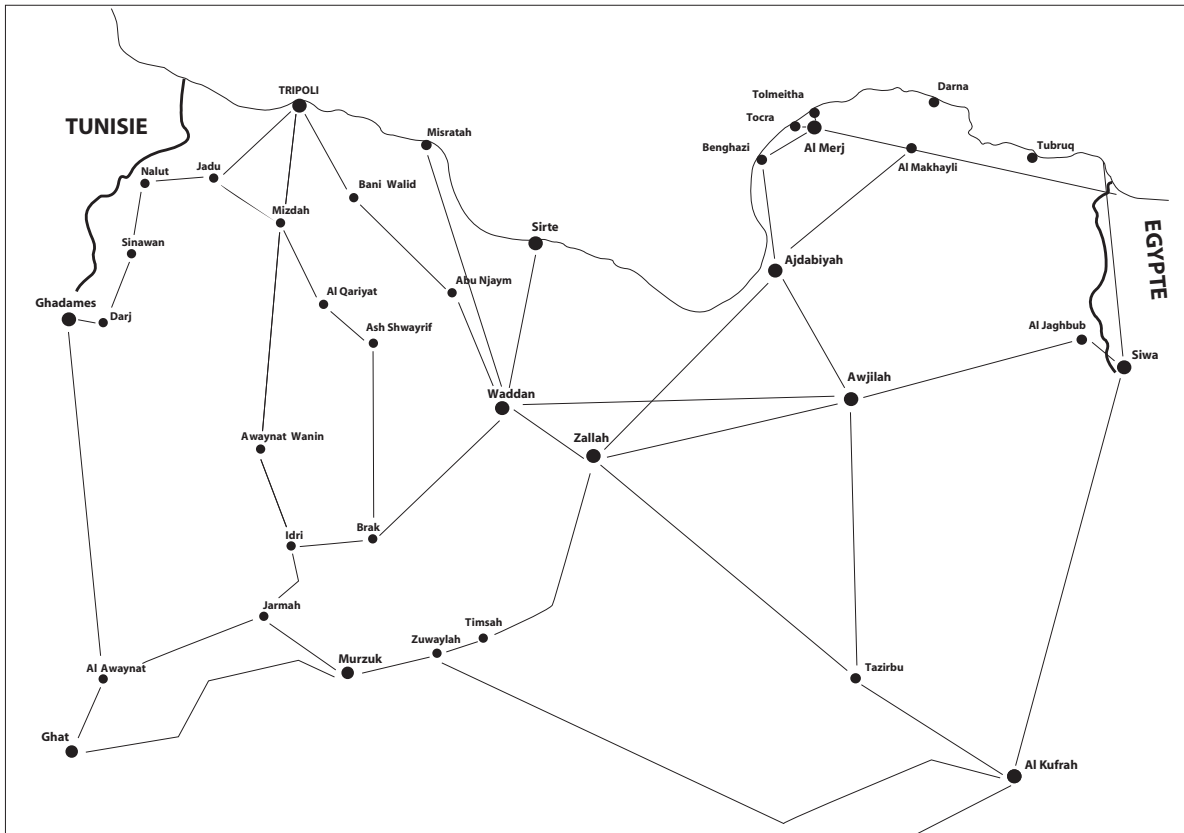 TUNISIE
TRIPOLI
Misratah
Tolmeitha
Darna
Tocra
Al Merj
Benghazi
Tubruq
Al Makhayli
Nalut
Jadu
Bani Walid
Mizdah
Sirte
EGYPTE
Sinawan
Ajdabiyah
Abu Njaym
Al Qariyat
Ghadames
Darj
Ash Shwayrif
Al Jaghbub
Siwa
Waddan
Awjilah
Awaynat Wanin
Zallah
Idri
Brak
Jarmah
Timsah
Zuwaylah
Murzuk
Al Awaynat
Tazirbu
Ghat
Al Kufrah